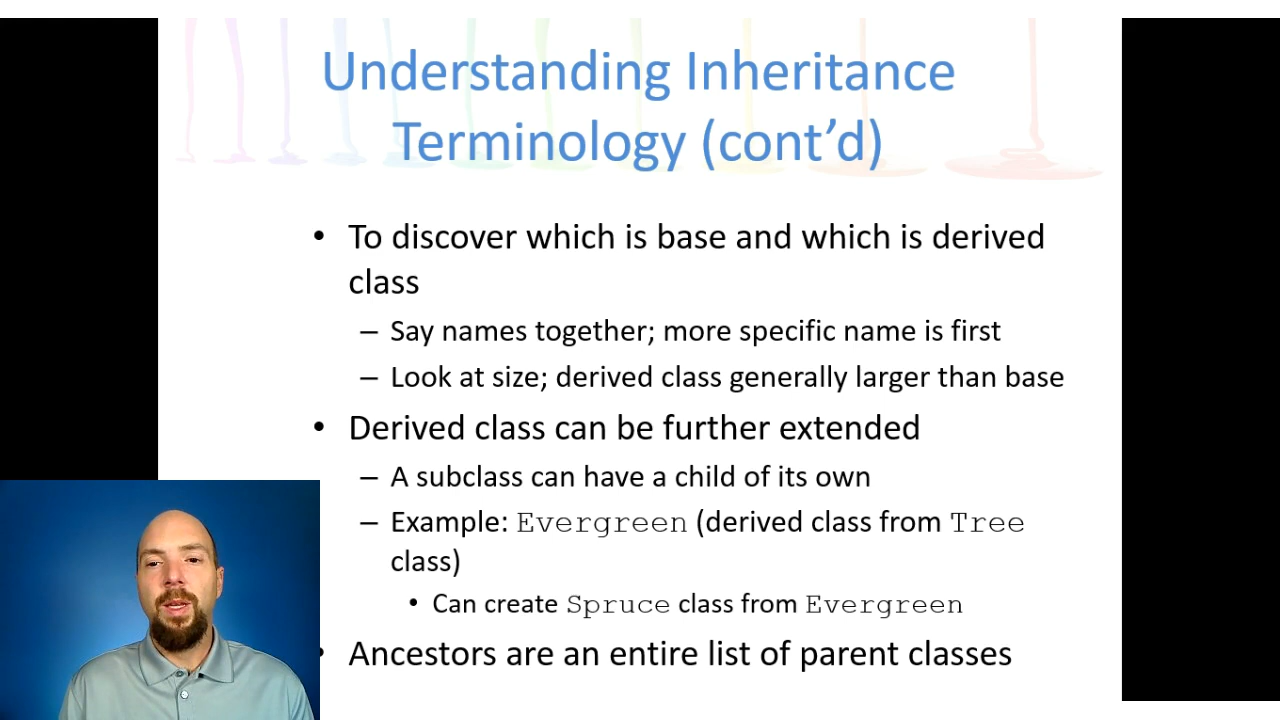 Understanding Inheritance
Terminology (cont’d)
• To discover which is base and which is derived
class
– Say names together; more specific name is first
– Look at size; derived class generally larger than base
• Derived class can be further extended
– A subclass can have a child of its own
– Example: Evergreen (derived class from Tree
class)
• Can create Spruce class from Evergreen
• Ancestors are an entire list of parent classes